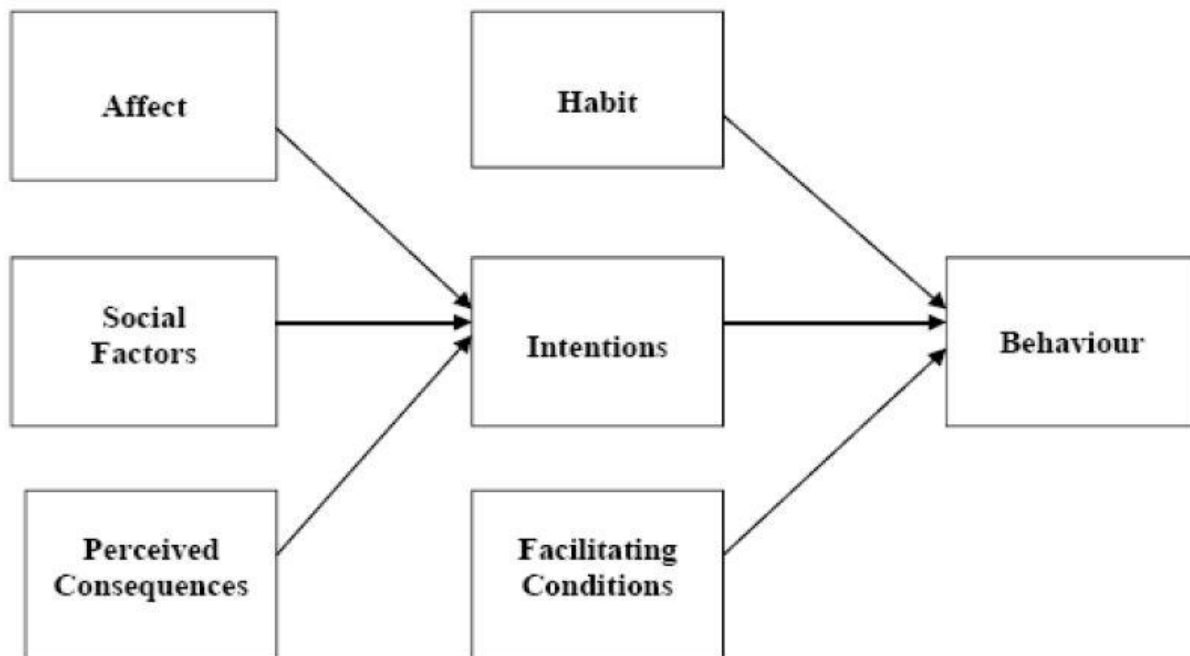 Affect
Habit
Social
Factors
Intentions
Behaviour
Perceived
Consequences
Facilitating
Conditions